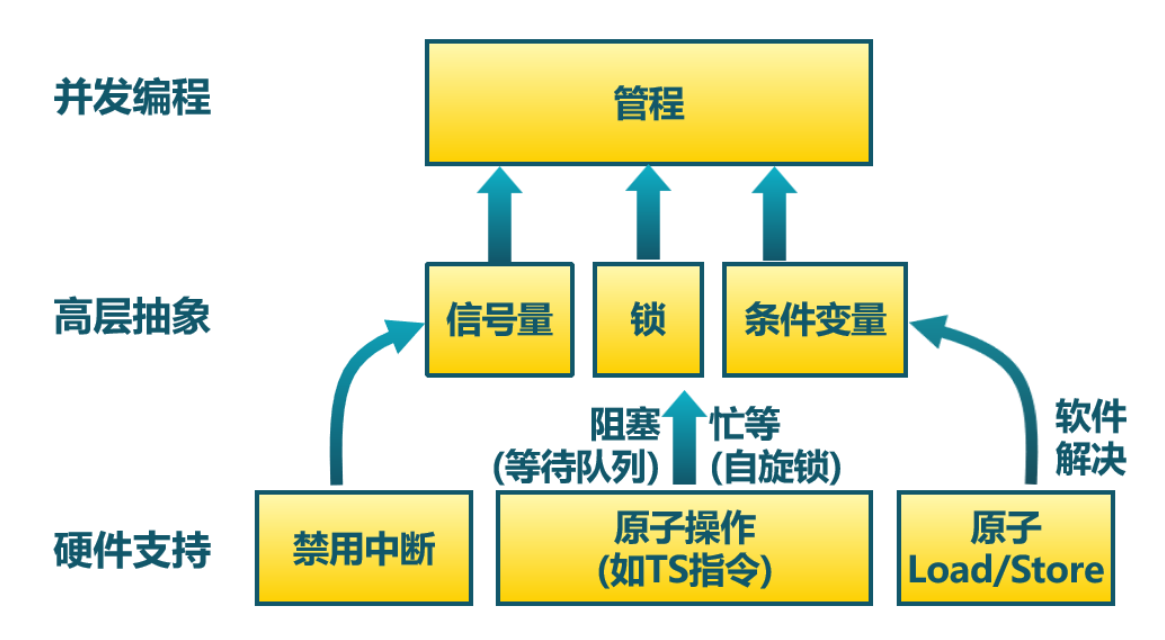 并发编程
管程
高层抽象
信号量
锁
条件变量
阻塞
(等待队列)
忙等
(自旋锁)
软件
解决
硬件支持
禁用中断
原子操作
(如TS指令)
原子
Load/Store